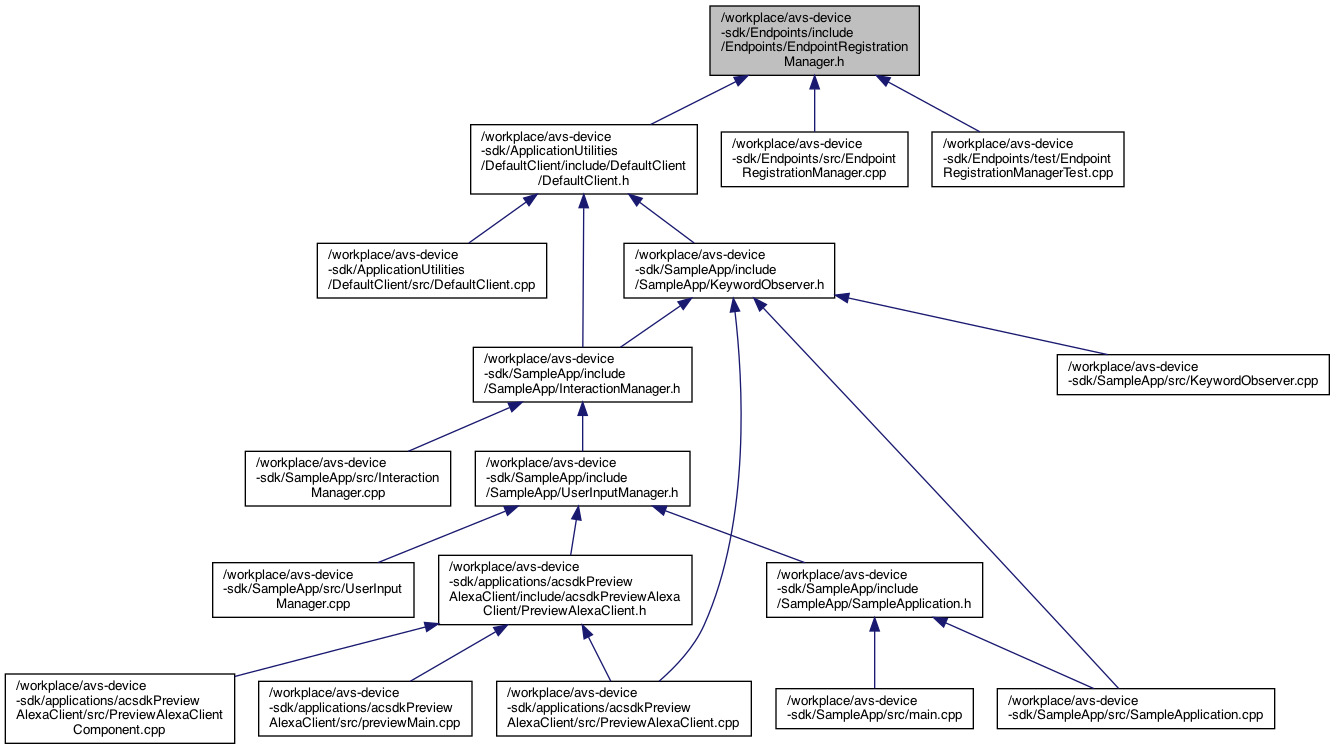 /workplace/avs-device
-sdk/Endpoints/include
/Endpoints/EndpointRegistration
Manager.h
/workplace/avs-device
-sdk/ApplicationUtilities
/DefaultClient/include/DefaultClient
/DefaultClient.h
/workplace/avs-device
-sdk/Endpoints/src/Endpoint
RegistrationManager.cpp
/workplace/avs-device
-sdk/Endpoints/test/Endpoint
RegistrationManagerTest.cpp
/workplace/avs-device
-sdk/ApplicationUtilities
/DefaultClient/src/DefaultClient.cpp
/workplace/avs-device
-sdk/SampleApp/include
/SampleApp/KeywordObserver.h
/workplace/avs-device
-sdk/SampleApp/include
/SampleApp/InteractionManager.h
/workplace/avs-device
-sdk/SampleApp/src/KeywordObserver.cpp
/workplace/avs-device
-sdk/SampleApp/src/Interaction
Manager.cpp
/workplace/avs-device
-sdk/SampleApp/include
/SampleApp/UserInputManager.h
/workplace/avs-device
-sdk/SampleApp/src/UserInput
Manager.cpp
/workplace/avs-device
-sdk/applications/acsdkPreview
AlexaClient/include/acsdkPreviewAlexa
Client/PreviewAlexaClient.h
/workplace/avs-device
-sdk/SampleApp/include
/SampleApp/SampleApplication.h
/workplace/avs-device
-sdk/applications/acsdkPreview
AlexaClient/src/PreviewAlexaClient
Component.cpp
/workplace/avs-device
-sdk/applications/acsdkPreview
AlexaClient/src/previewMain.cpp
/workplace/avs-device
-sdk/applications/acsdkPreview
AlexaClient/src/PreviewAlexaClient.cpp
/workplace/avs-device
-sdk/SampleApp/src/main.cpp
/workplace/avs-device
-sdk/SampleApp/src/SampleApplication.cpp